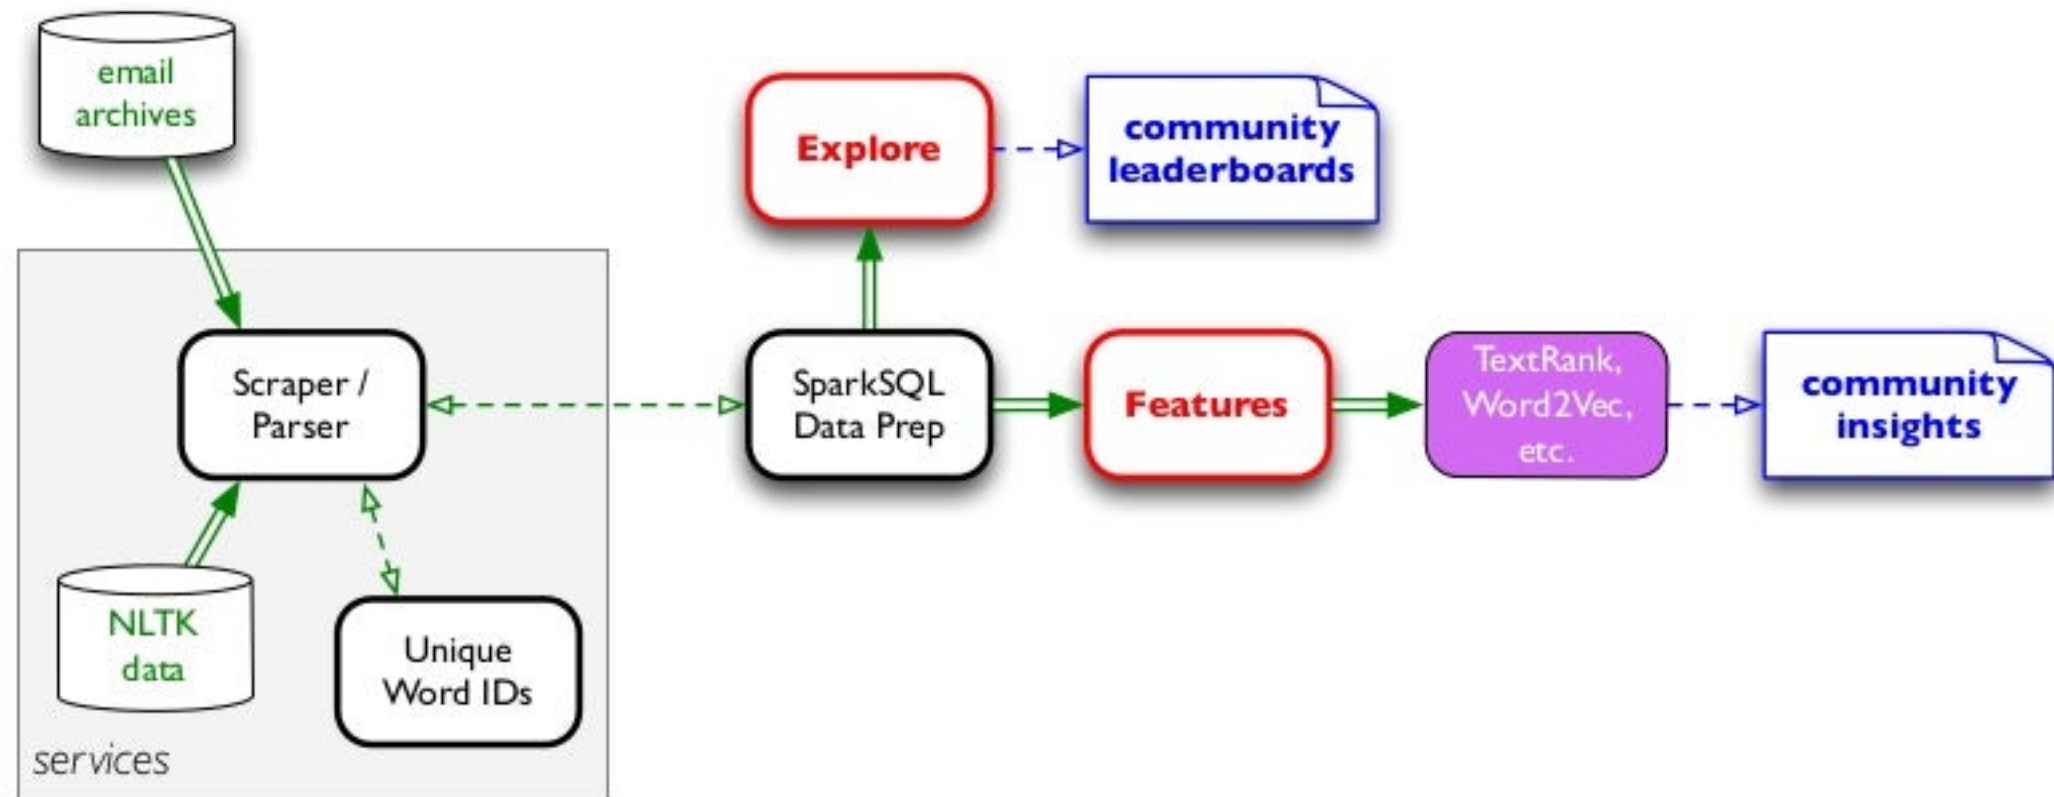 email
archives
Explore
community
leaderboards
Scraper /
Parser
SparkSQL
Data Prep
Features
TextRank,
Word2Vec,
etc.
community
insights
NLTK
data
Unique
Word IDs
services